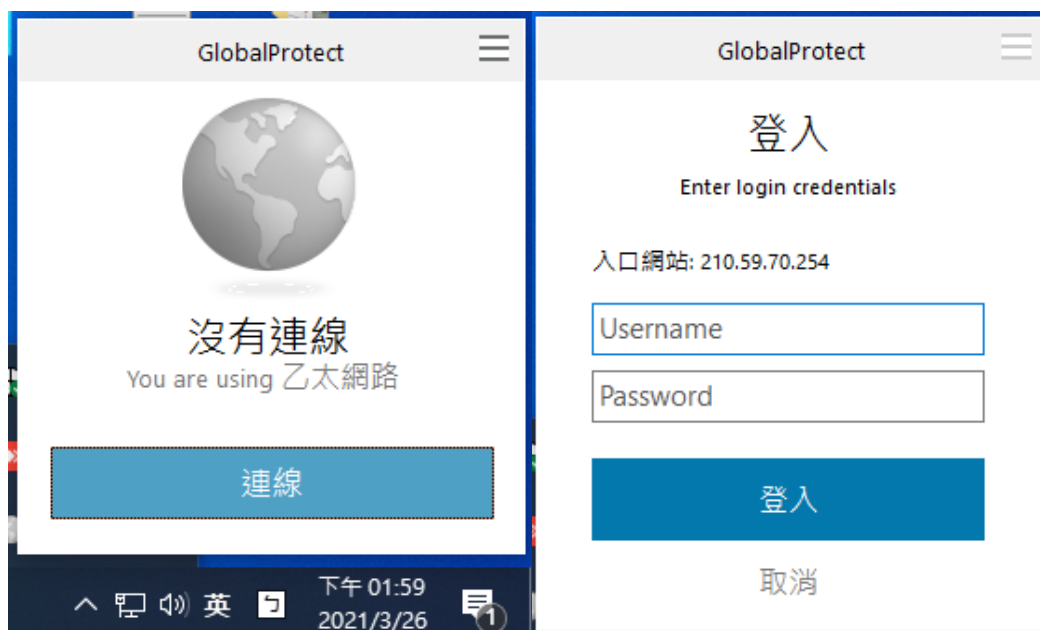 GlobalProtect
沒有連線
You are using 乙太網路
連線
英
ㄅ
下午 01:59
2021/3/26
1
GlobalProtect
登入
Enter login credentials
入口網站: 210.59.70.254
Username
Password
登入
取消